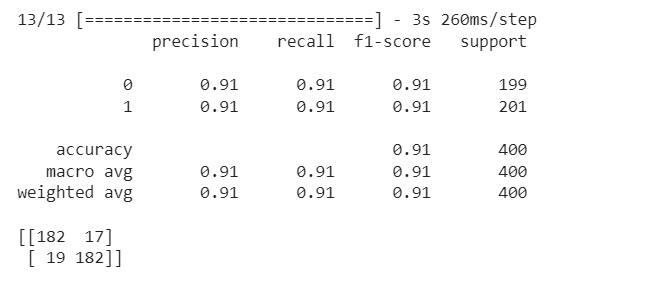 13/13 [==============================] - 3s 260ms/step
              precision    recall  f1-score   support

           0       0.91      0.91      0.91       199
           1       0.91      0.91      0.91       201

    accuracy                           0.91       400
   macro avg       0.91      0.91      0.91       400
weighted avg       0.91      0.91      0.91       400

[[182  17]
 [ 19 182]]